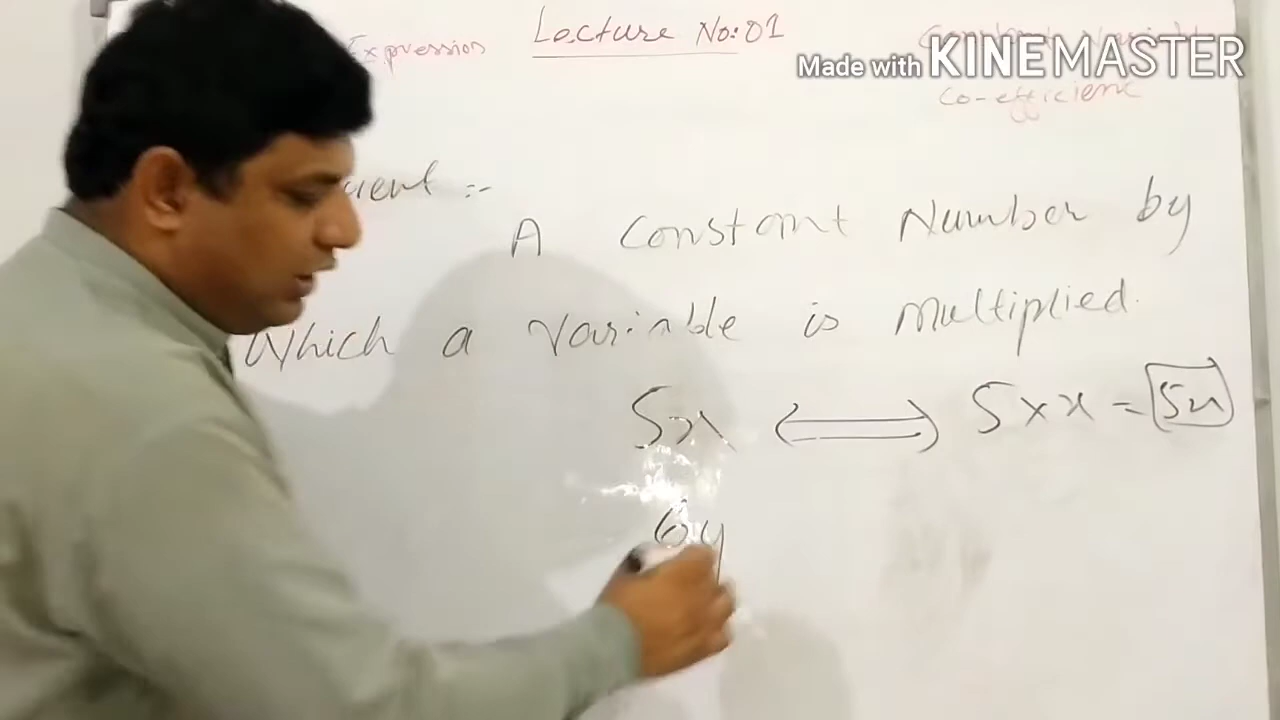 Expression Lecture No:01
Made with KINEMASTER
Co-efficient
:-
A Constant Number by
Which a variable is multiplied.
5x ⟺ 5 × x = 5x
6y